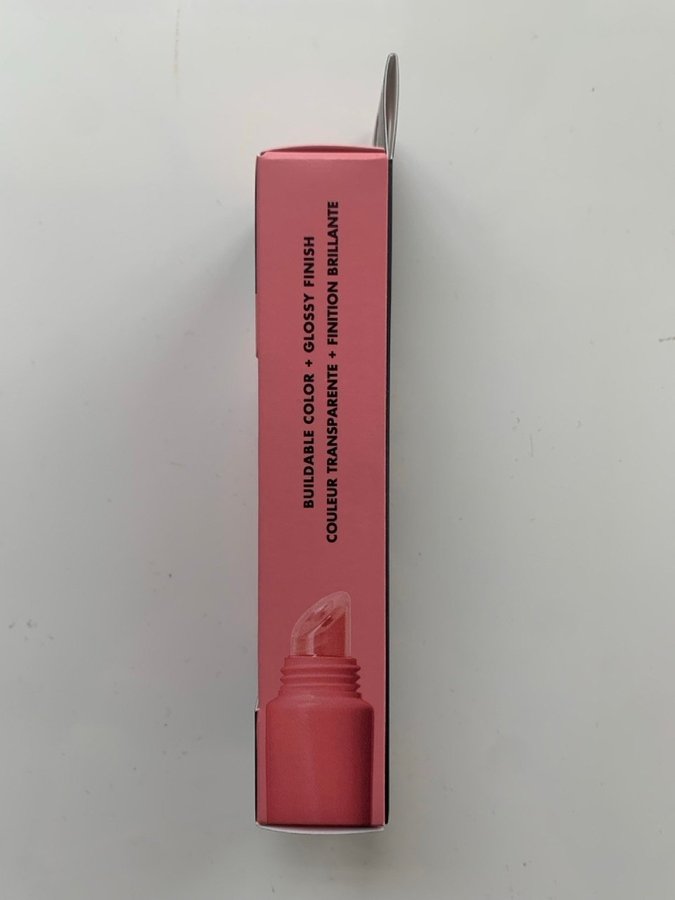 BUILDABLE COLOR + GLOSSY FINISH
COULEUR TRANSPARENTE + FINITION BRILLANTE